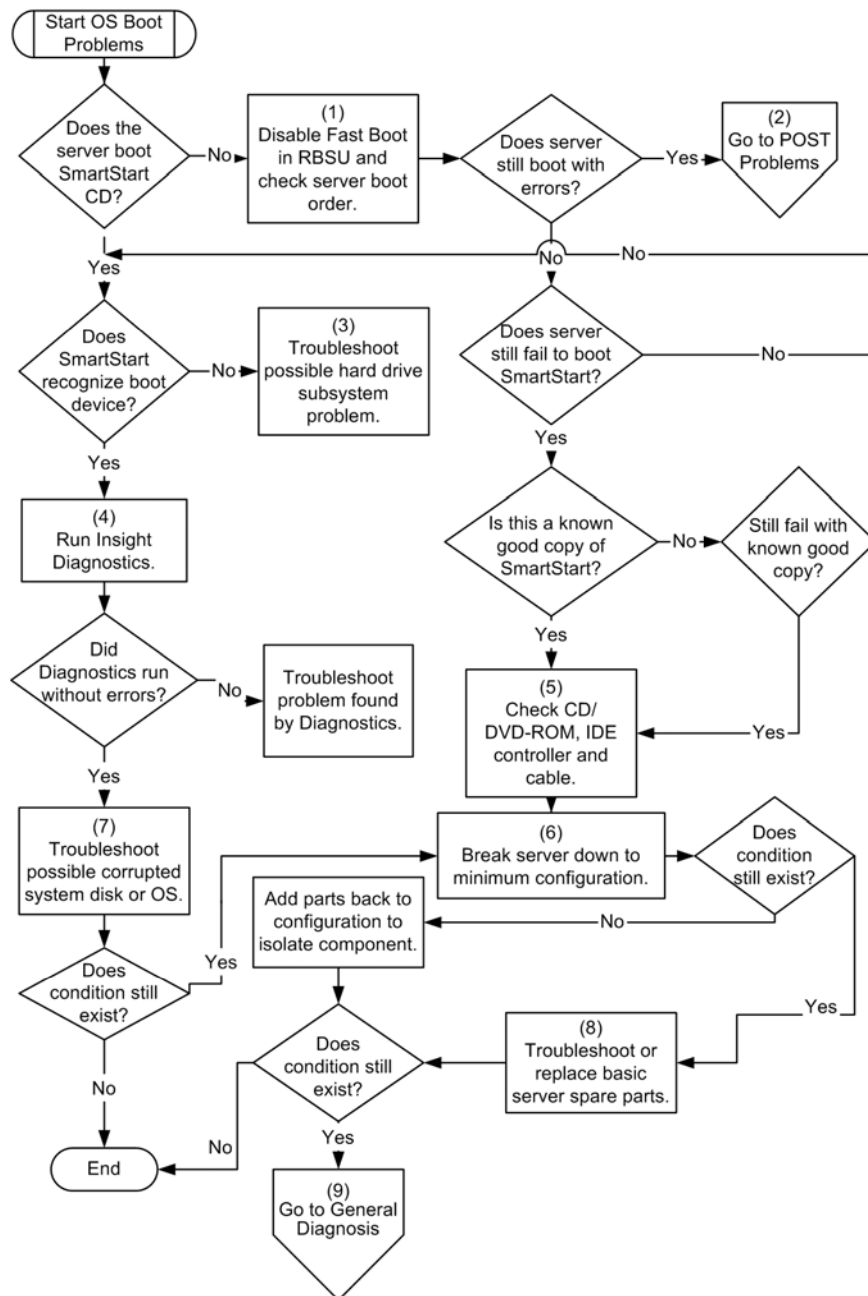 Start OS Boot
Problems
Does the
server boot
SmartStart
CD?
No
(1)
Disable Fast Boot
in RBSU and
check server boot
order.
Does server
still boot with
errors?
Yes
(2)
Go to POST
Problems
Yes
No
No
Does
SmartStart
recognize boot
device?
No
(3)
Troubleshoot
possible hard drive
subsystem
problem.
Does server
still fail to boot
SmartStart?
No
Yes
Yes
(4)
Run Insight
Diagnostics.
Is this a known
good copy of
SmartStart?
No
Still fail with
known good
copy?
Did
Diagnostics run
without errors?
No
Troubleshoot
problem found
by Diagnostics.
Yes
(5)
Check CD/
DVD-ROM, IDE
controller and
cable.
Yes
Yes
(7)
Troubleshoot
possible corrupted
system disk or OS.
(6)
Break server down to
minimum configuration.
Does
condition
still exist?
Add parts back to
configuration to
isolate component.
No
Yes
Does
condition still
exist?
Yes
Does
condition still
exist?
(8)
Troubleshoot or
replace basic
server spare parts.
No
No
Yes
End
(9)
Go to General
Diagnosis